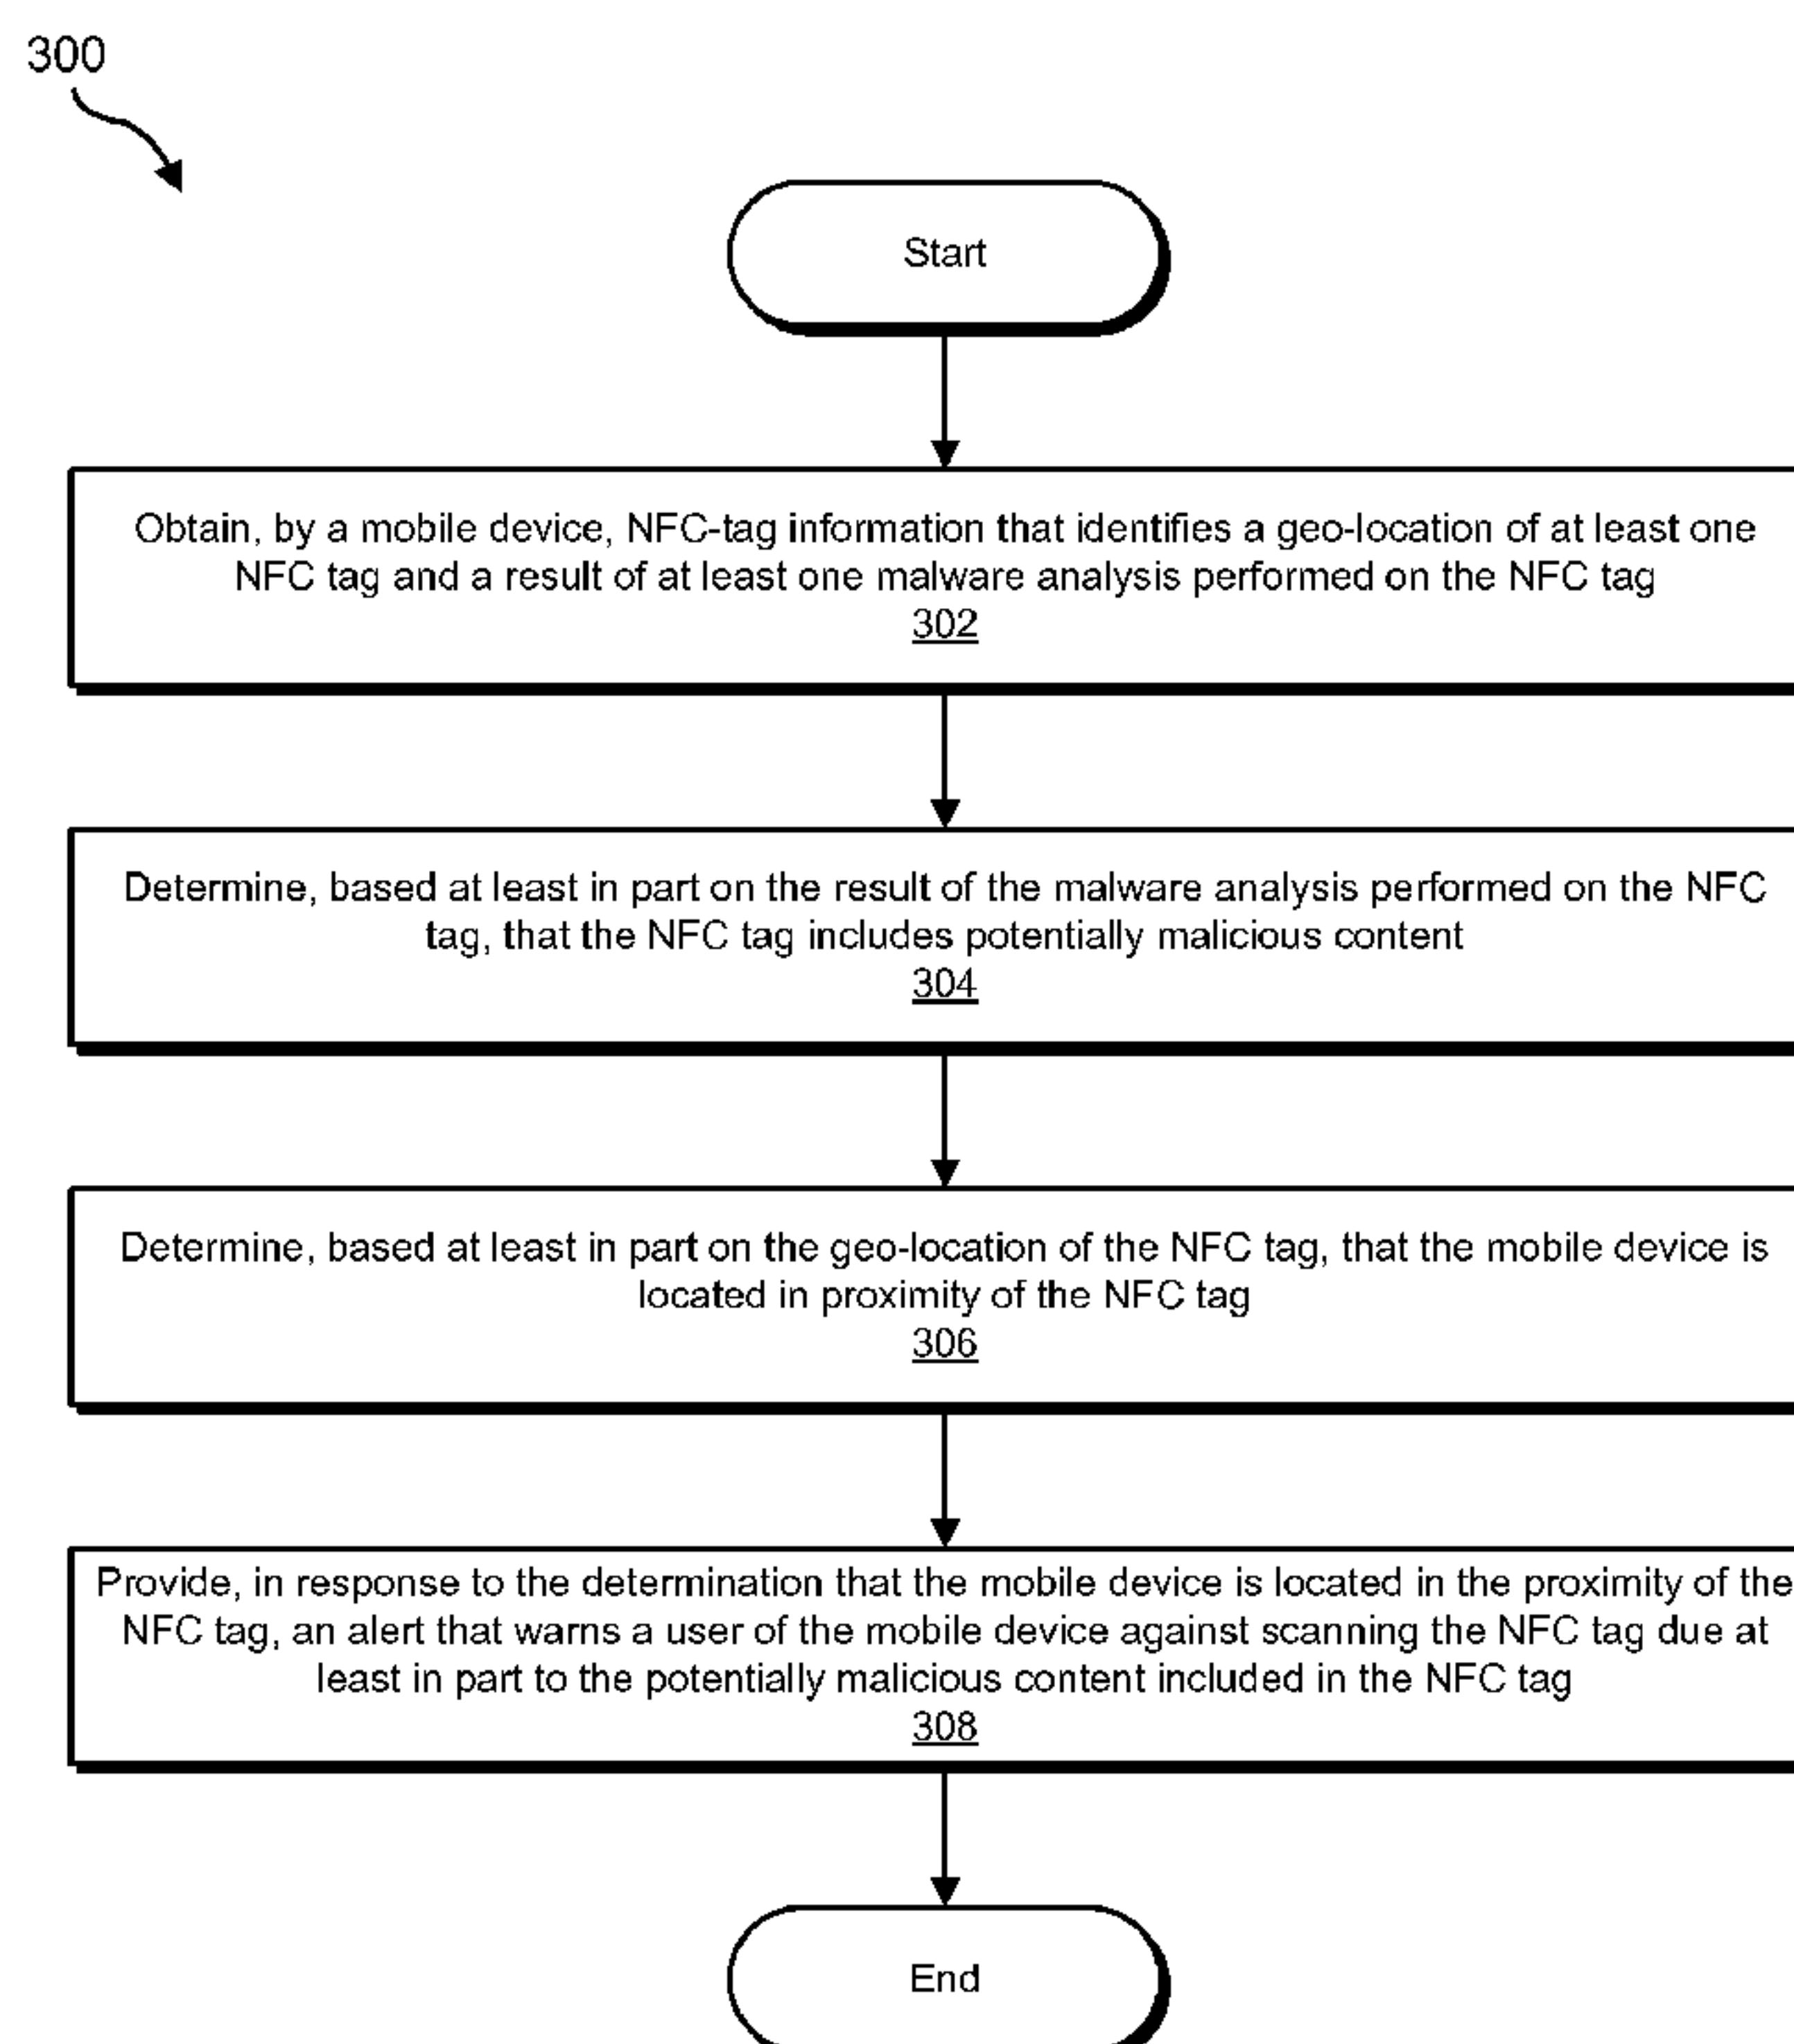 300
Start
Obtain, by a mobile device, NFC-tag information that identifies a geo-location of at least one
NFC tag and a result of at least one malware analysis performed on the NFC tag
302
Determine, based at least in part on the result of the malware analysis performed on the NFC
tag, that the NFC tag includes potentially malicious content
304
Determine, based at least in part on the geo-location of the NFC tag, that the mobile device is
located in proximity of the NFC tag
306
Provide, in response to the determination that the mobile device is located in the proximity of the
NFC tag, an alert that warns a user of the mobile device against scanning the NFC tag due at
least in part to the potentially malicious content included in the NFC tag
308
End